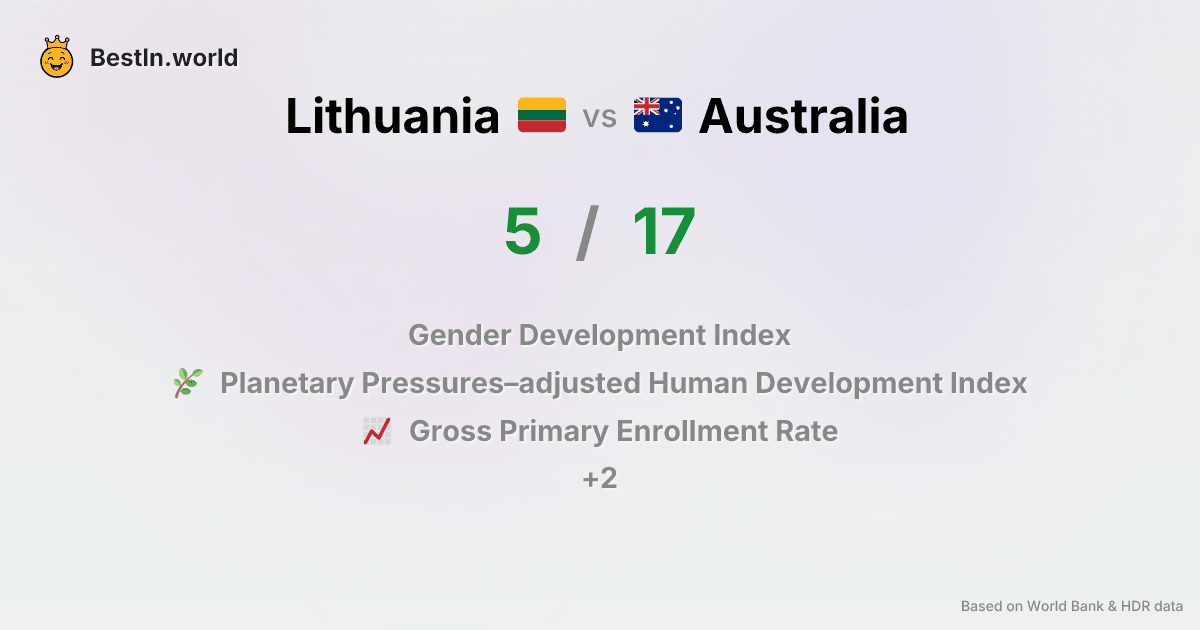 BestIn.world
Lithuania vs Australia
5 / 17
Gender Development Index
Planetary Pressures–adjusted Human Development Index
Gross Primary Enrollment Rate
+2
Based on World Bank & HDR data